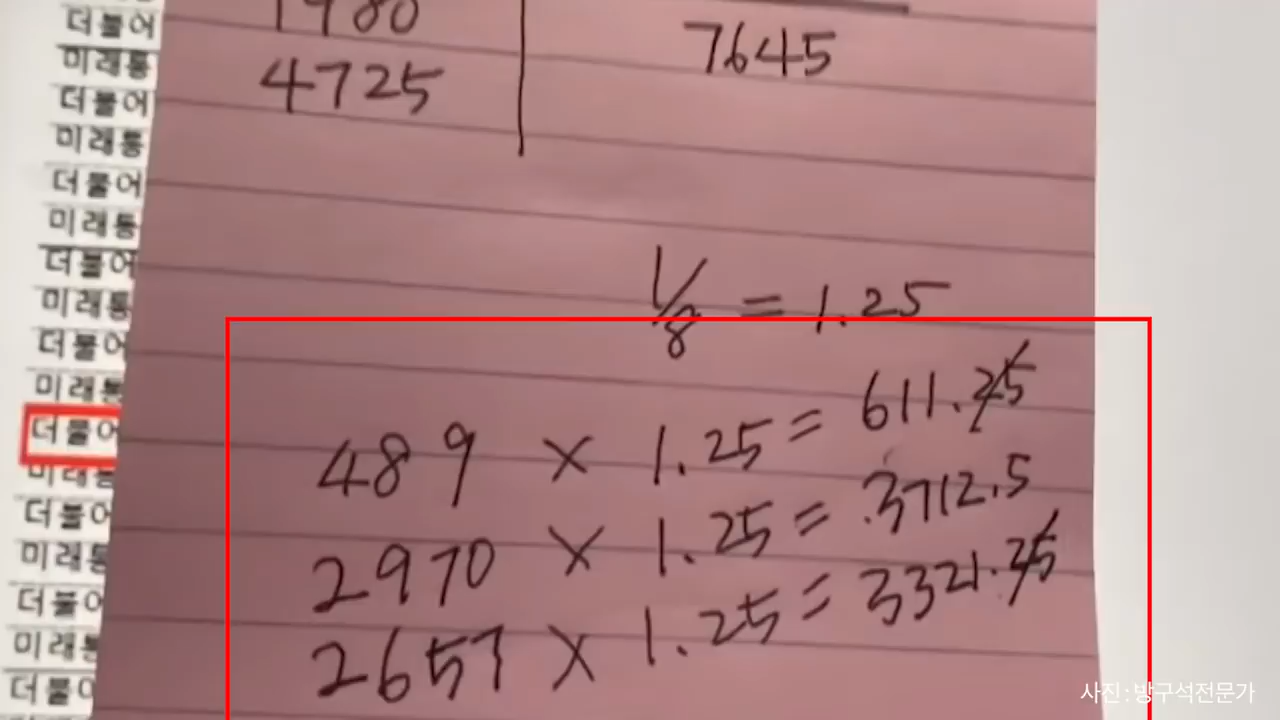 더불어
미래통
더불어
미래통
더불어
미래통
더불어
미래통
더불어
미래통
더불어
미래통
더불어
미래통
더불어
미래통
더불어
1980
4725
7645
1/8 = 1.25
489 × 1.25 = 611.25
2970 × 1.25 = 3712.5
2657 × 1.25 = 3321.25
사진 : 방구석전문가